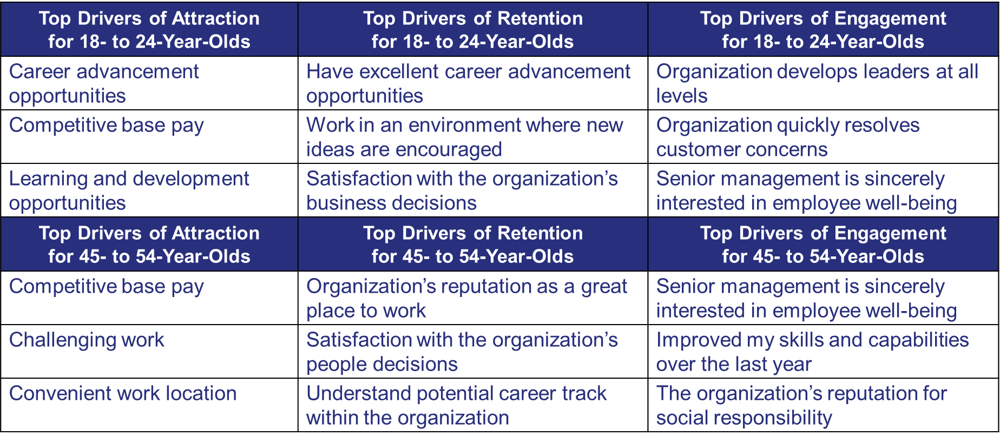 Top Drivers of Attraction
for 18- to 24-Year-Olds
Top Drivers of Retention
for 18- to 24-Year-Olds
Top Drivers of Engagement
for 18- to 24-Year-Olds
Career advancement
opportunities
Have excellent career advancement
opportunities
Organization develops leaders at all
levels
Competitive base pay
Work in an environment where new
ideas are encouraged
Organization quickly resolves
customer concerns
Learning and development
opportunities
Satisfaction with the organization’s
business decisions
Senior management is sincerely
interested in employee well-being
Top Drivers of Attraction
for 45- to 54-Year-Olds
Top Drivers of Retention
for 45- to 54-Year-Olds
Top Drivers of Engagement
for 45- to 54-Year-Olds
Competitive base pay
Organization’s reputation as a great
place to work
Senior management is sincerely
interested in employee well-being
Challenging work
Satisfaction with the organization’s
people decisions
Improved my skills and capabilities
over the last year
Convenient work location
Understand potential career track
within the organization
The organization’s reputation for
social responsibility